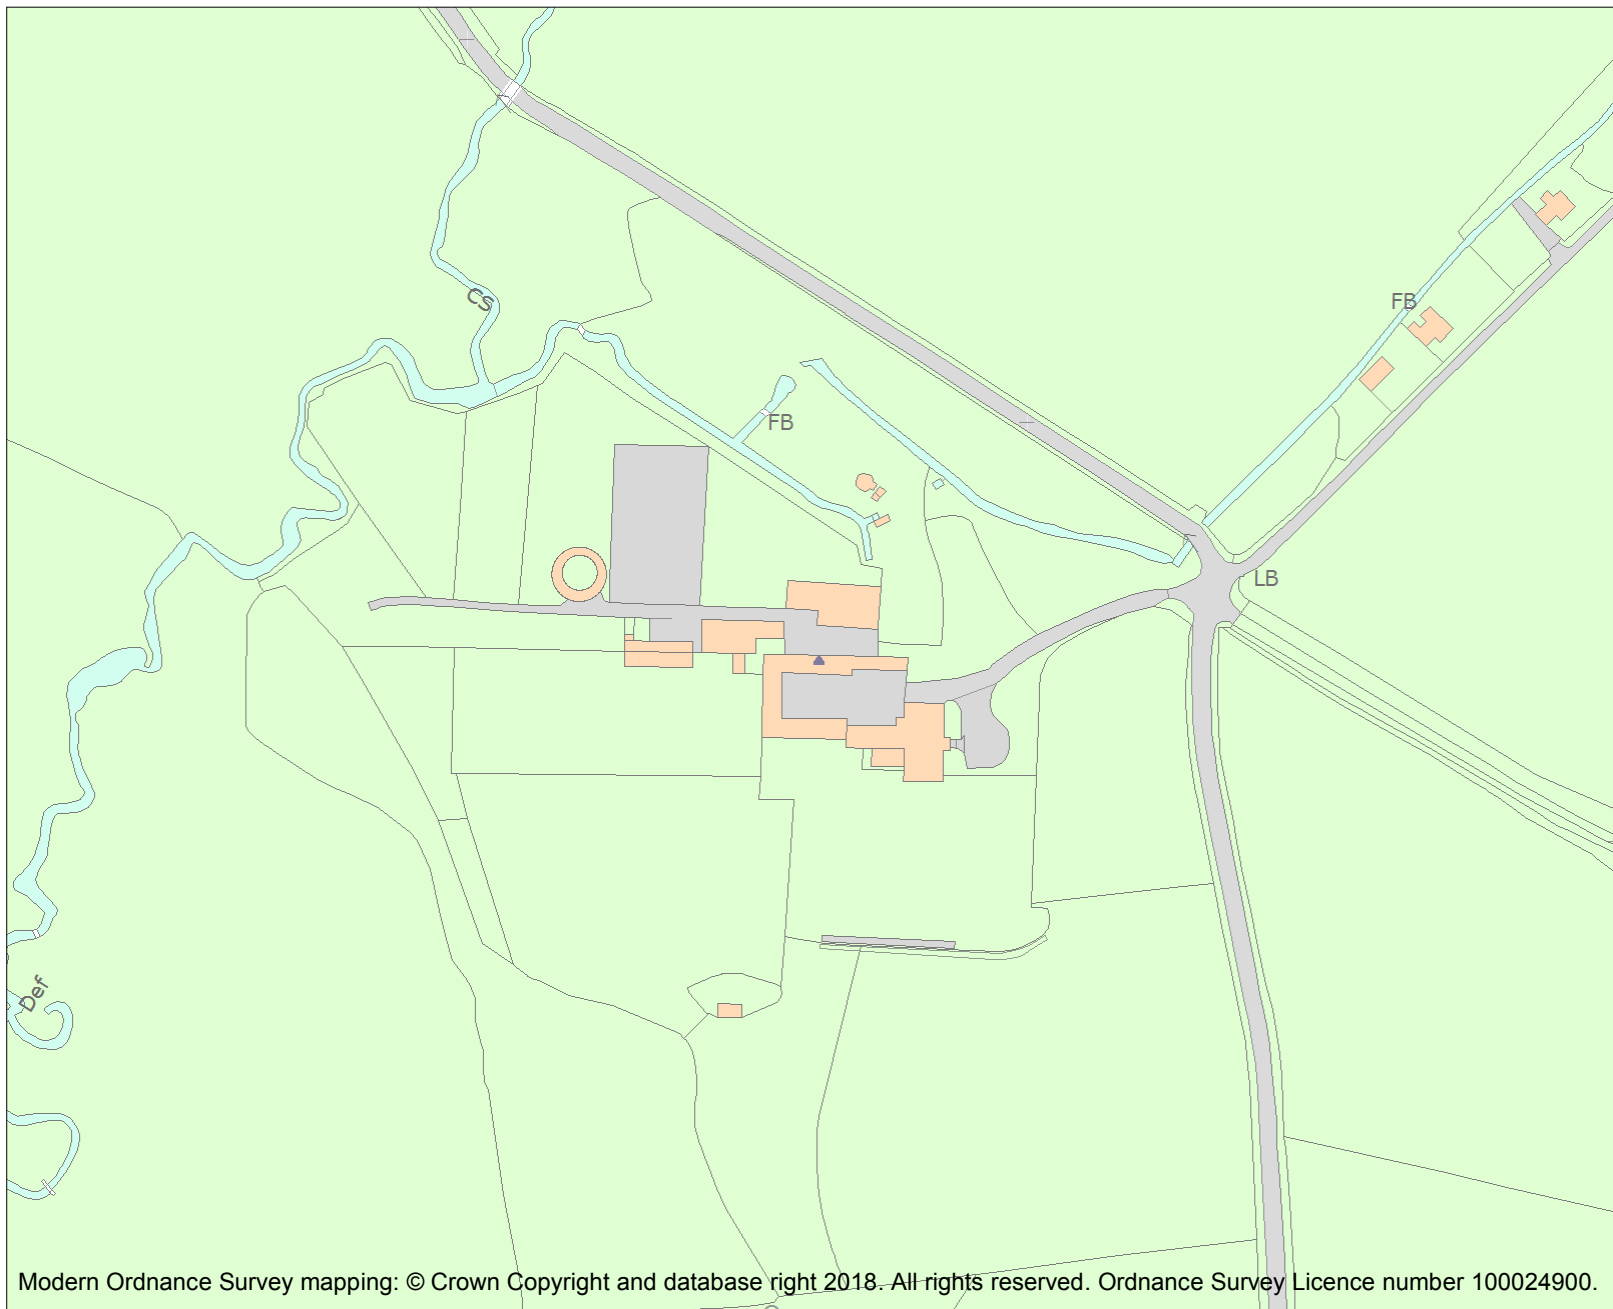 CS
FB
FB
LB
Def
Modern Ordnance Survey mapping: © Crown Copyright and database right 2018. All rights reserved. Ordnance Survey Licence number 100024900.